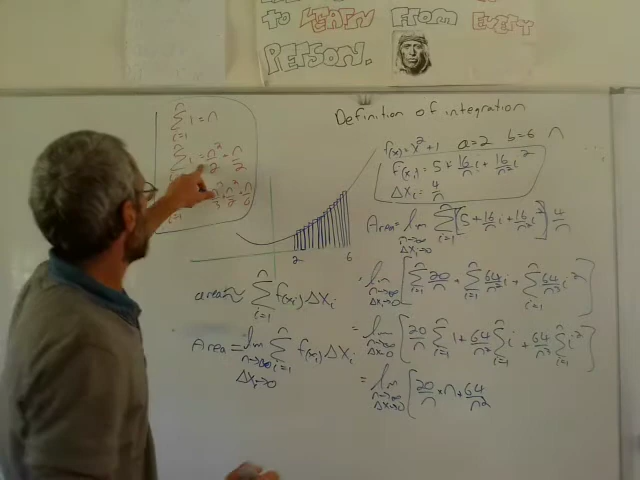 to LEARN FROM EVERY
PERSON.
Definition of integration
n
Σ 1 = n
i=1
n
Σ i = n²/2 + n/2
f(x) = x² + 1   a = 2   b = 6   n
f(xᵢ) = 5 + 16/n i + 16/n² i²
ΔXᵢ = 4/n
Area = lim n→∞ ΔXᵢ→0 Σ i=1 n [5 + 16/n i + 16/n² i²] 4/n
2   6
lim n→∞ ΔX→0 [Σ i=1 n 20/n + Σ i=1 n 64/n² i + Σ i=1 n 64/n³ i²]
area ≈ Σ i=1 n f(xᵢ) ΔXᵢ
= lim n→∞ ΔX→0 [20/n Σ i=1 n 1 + 64/n² Σ i=1 n i + 64/n³ Σ i=1 n i²]
Area = lim n→∞ ΔXᵢ→0 Σ i=1 n f(xᵢ) ΔXᵢ
= lim n→∞ ΔX→0 [20/n × n + 64/n²